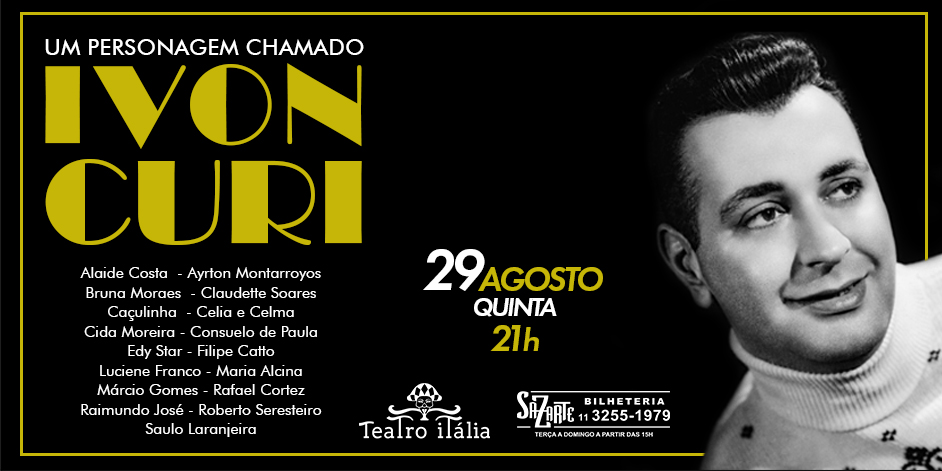 UM PERSONAGEM CHAMADO
IVON
CURI
Alaide Costa - Ayrton Montarroyos
Bruna Moraes - Claudette Soares
Caçulinha - Celia e Celma
Cida Moreira - Consuelo de Paula
Edy Star - Filipe Catto
Luciene Franco - Maria Alcina
Márcio Gomes - Rafael Cortez
Raimundo José - Roberto Seresteiro
Saulo Laranjeira
29 AGOSTO
QUINTA
21h
Teatro itália
SAZARTE
BILHETERIA
11 3255-1979
TERÇA A DOMINGO A PARTIR DAS 15H